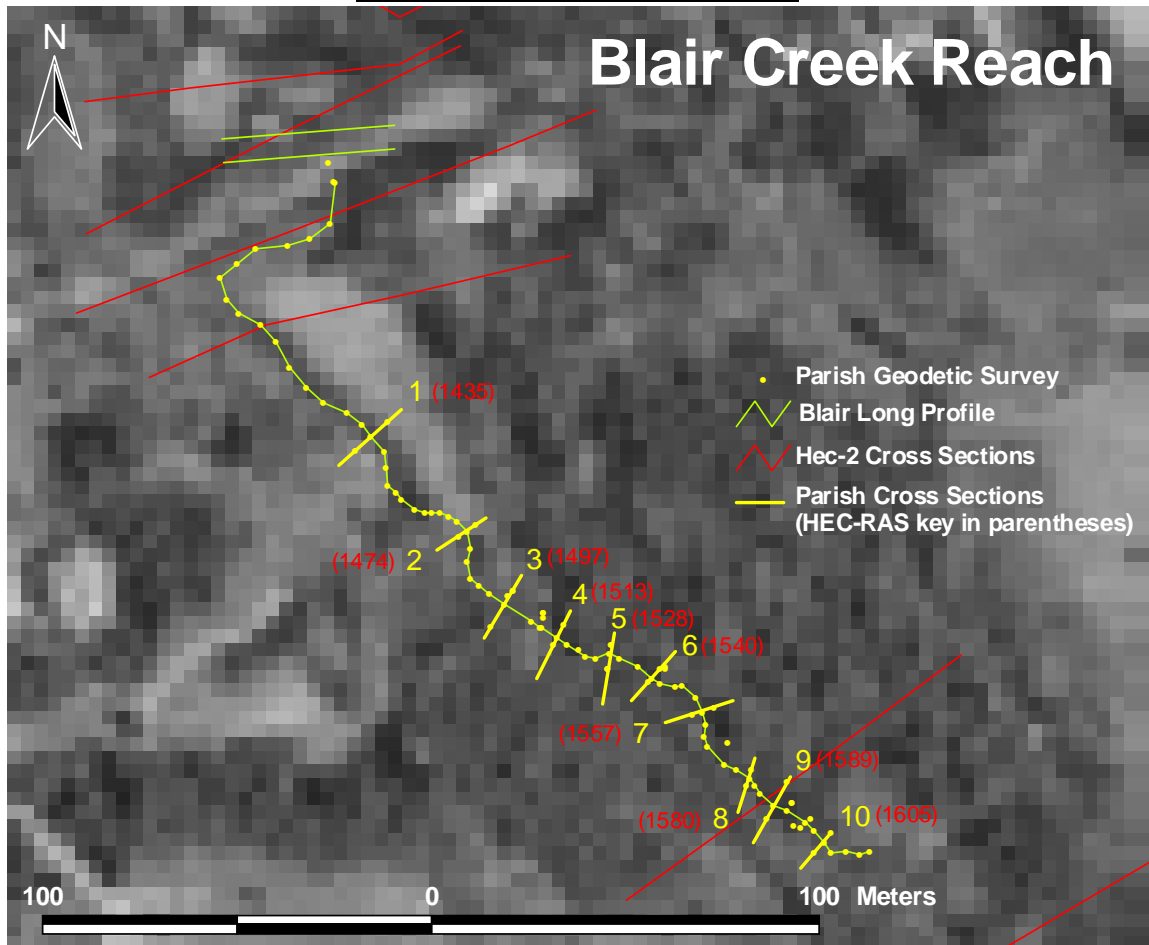 N
Blair Creek Reach
Parish Geodetic Survey
Blair Long Profile
Hec-2 Cross Sections
Parish Cross Sections
(HEC-RAS key in parentheses)
1 (1435)
(1474) 2
3 (1497)
4 (1513)
5 (1528)
6 (1540)
(1557) 7
(1580) 8
9 (1589)
10 (1605)
100 0 100 Meters